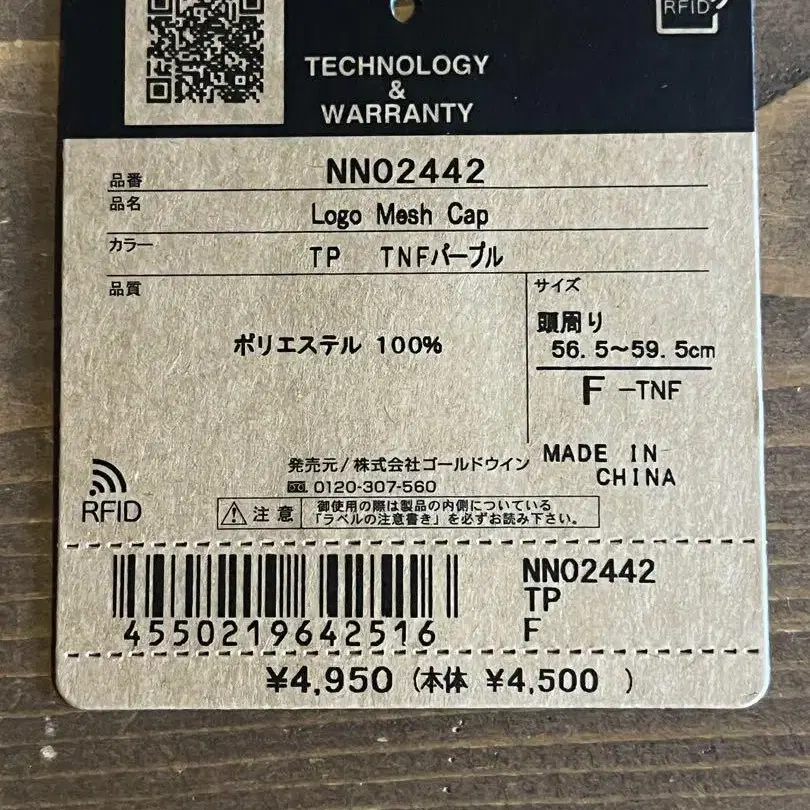 RFID
TECHNOLOGY
&
WARRANTY
品番 NN02442
品名 Logo Mesh Cap
カラー TP TNFパープル
品質
ポリエステル 100%
サイズ
頭周り
56.5～59.5cm
F -TNF
発売元/株式会社ゴールドウイン
0120-307-560
MADE IN
CHINA
RFID
注意
御使用の際は製品の内側についている
「ラベルの注意書き」を必ずお読み下さい。
4550219642516
NN02442
TP
F
¥4,950 (本体 ¥4,500 )